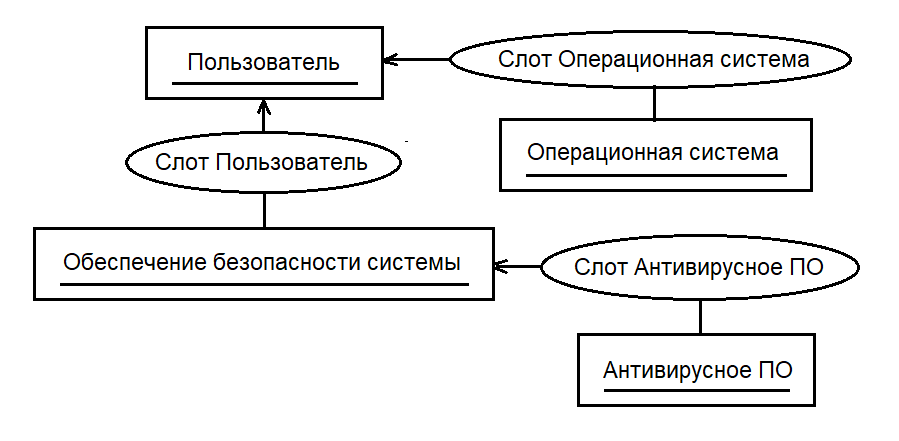 Пользователь
Слот Операционная система
Операционная система
Слот Пользователь
Обеспечение безопасности системы
Слот Антивирусное ПО
Антивирусное ПО